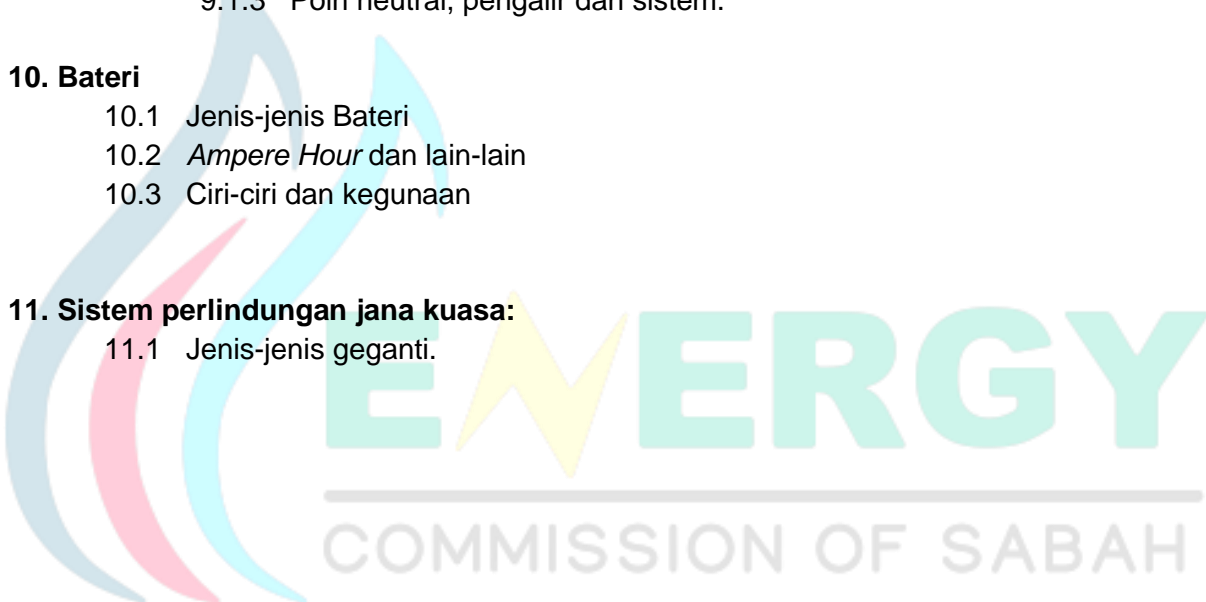 9.1.3 Poin neutral, pengalir dan sistem.
10. Bateri
10.1 Jenis-jenis Bateri
10.2 Ampere Hour dan lain-lain
10.3 Ciri-ciri dan kegunaan
11. Sistem perlindungan jana kuasa:
11.1 Jenis-jenis geganti.
ENERGY
COMMISSION OF SABAH